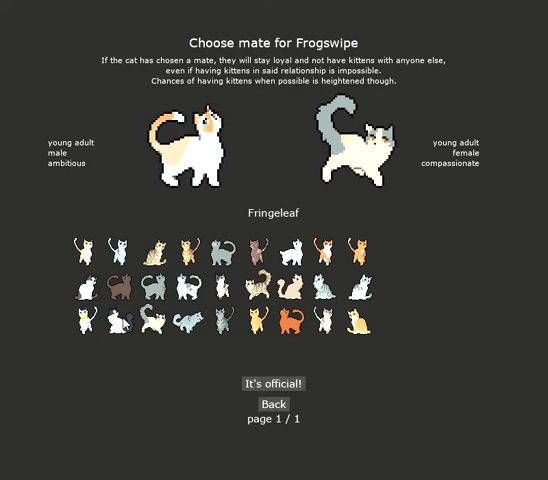 Choose mate for Frogswipe
If the cat has chosen a mate, they will stay loyal and not have kittens with anyone else,
even if having kittens in said relationship is impossible.
Chances of having kittens when possible is heightened though.
young adult
male
ambitious
young adult
female
compassionate
Fringeleaf
It's official!
Back
page 1 / 1